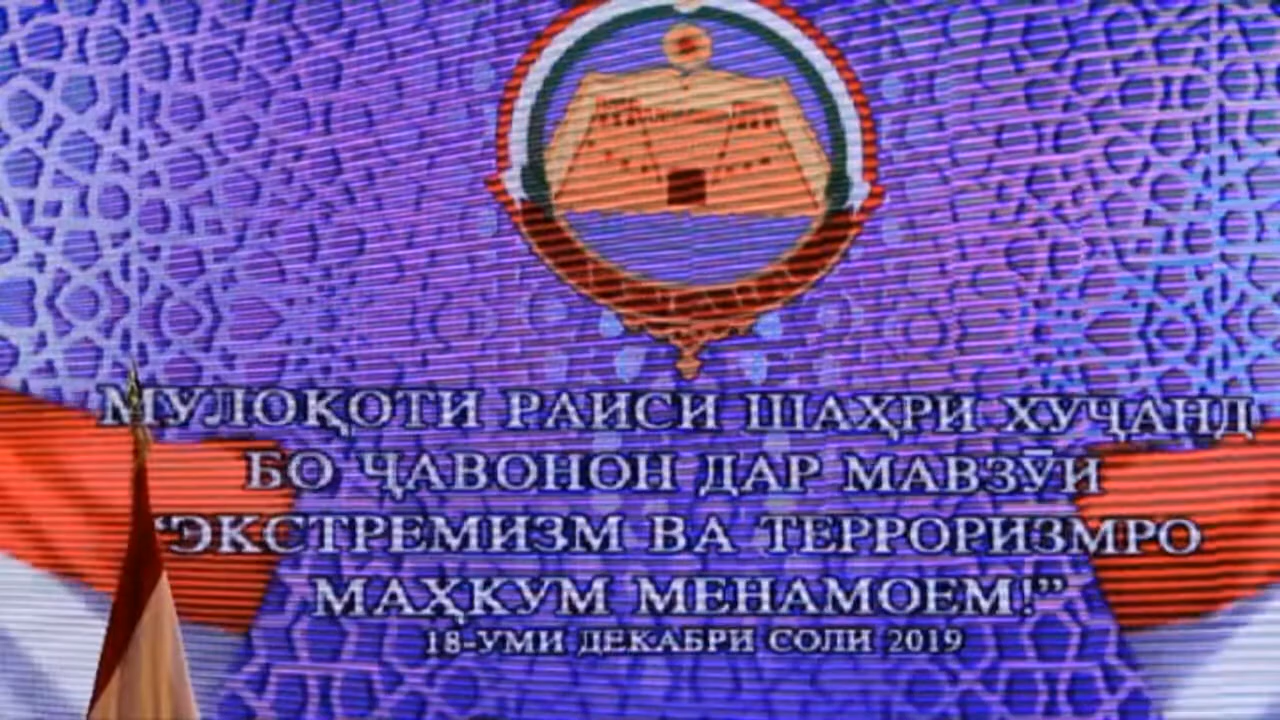 МУЛОҚОТИ РАИСИ ШАҲРИ ХУҶАНД
БО ҶАВОНОН ДАР МАВЗӮИ
“ЭКСТРЕМИЗМ ВА ТЕРРОРИЗМРО
МАҲКУМ МЕНАМОЕМ!”
18-УМИ ДЕКАБРИ СОЛИ 2019